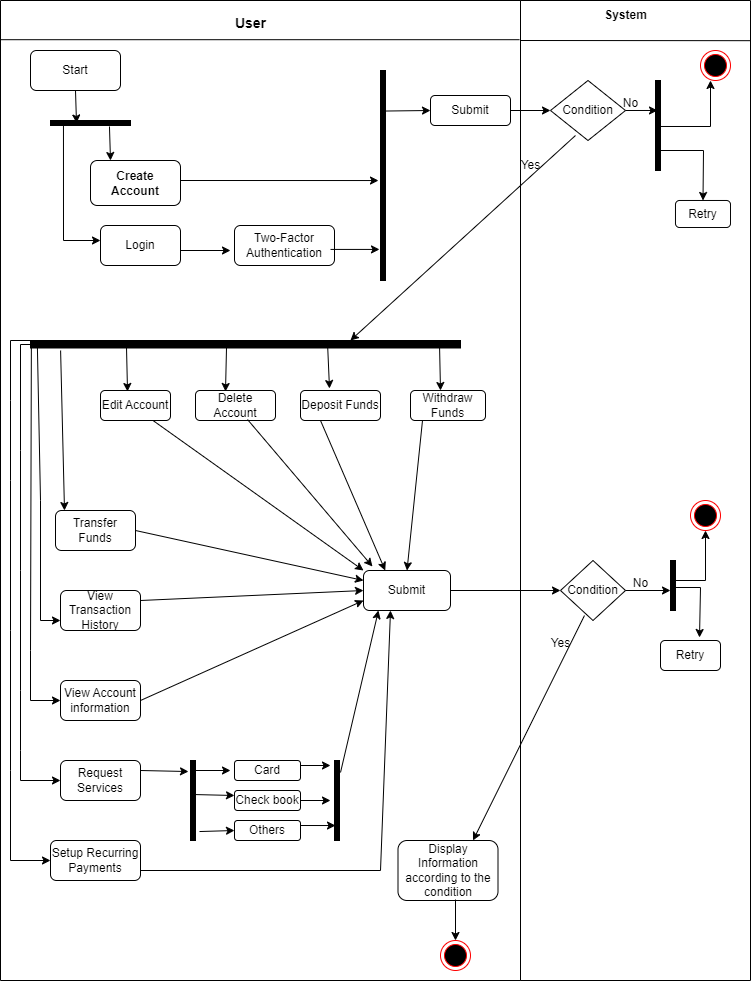 User
System
Start
Submit
Condition
No
Create
Account
Yes
Retry
Login
Two-Factor
Authentication
Edit Account
Delete
Account
Deposit Funds
Withdraw
Funds
Transfer
Funds
View
Transaction
History
Submit
Condition
No
Yes
Retry
View Account
information
Request
Services
Card
Check book
Others
Setup Recurring
Payments
Display
Information
according to the
condition